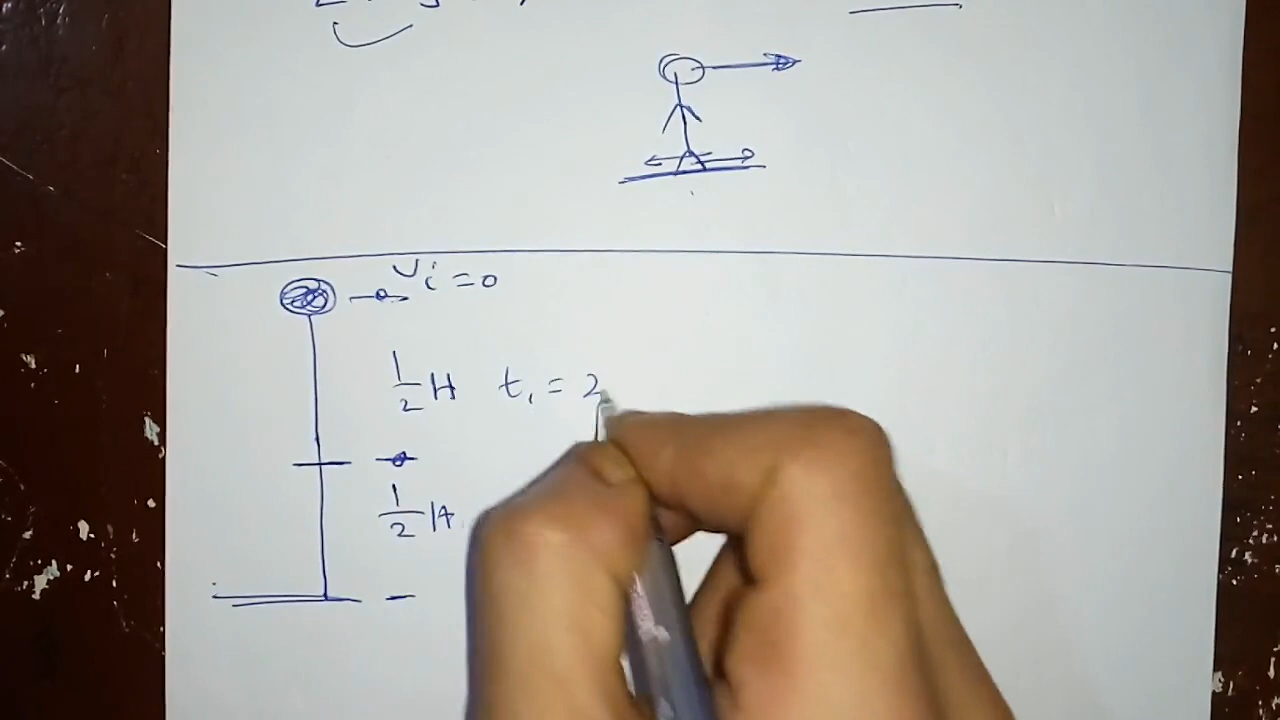 Vi = 0
1/2 H t₁ = 2
1/2 H